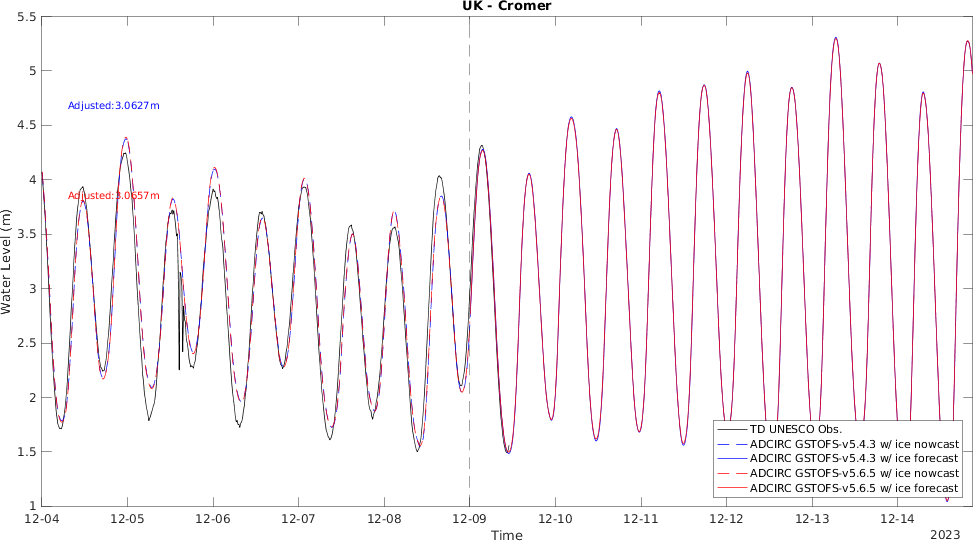 UK - Cromer
5.5
5
4.5
4
3.5
3
2.5
2
1.5
1
Water Level (m)
Adjusted:3.0627m
Adjusted:3.0657m
TD UNESCO Obs.
ADCIRC GSTOFS-v5.4.3 w/ ice nowcast
ADCIRC GSTOFS-v5.4.3 w/ ice forecast
ADCIRC GSTOFS-v5.6.5 w/ ice nowcast
ADCIRC GSTOFS-v5.6.5 w/ ice forecast
12-04 12-05 12-06 12-07 12-08 12-09 12-10 12-11 12-12 12-13 12-14
Time
2023